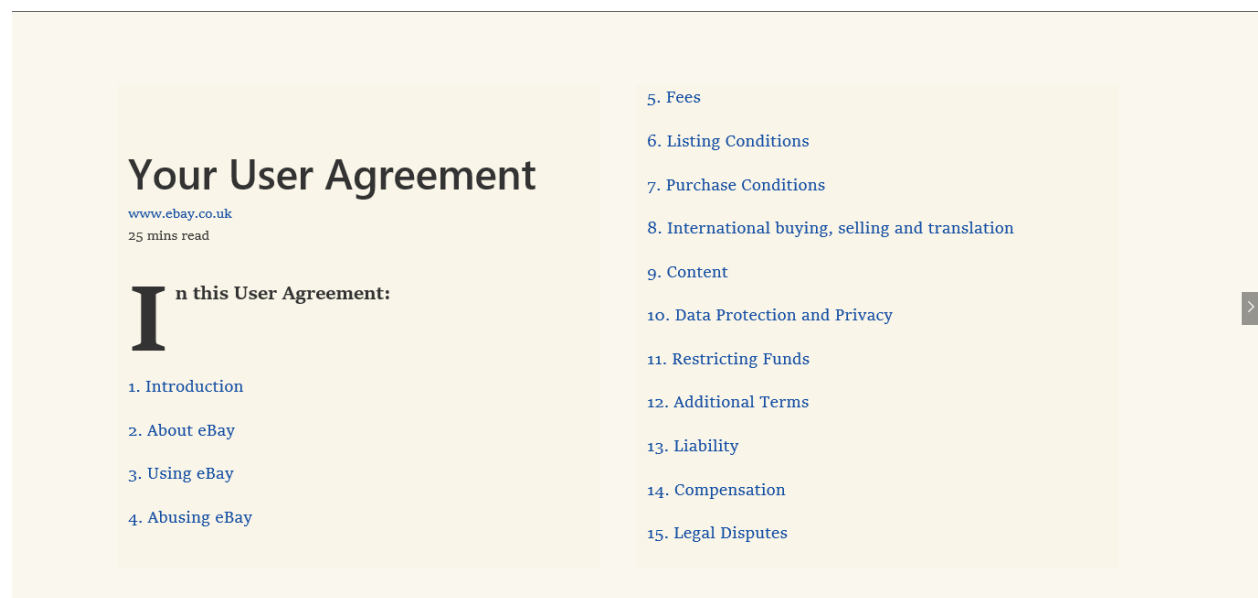 Your User Agreement
www.ebay.co.uk
25 mins read
In this User Agreement:
1. Introduction
2. About eBay
3. Using eBay
4. Abusing eBay
5. Fees
6. Listing Conditions
7. Purchase Conditions
8. International buying, selling and translation
9. Content
10. Data Protection and Privacy
11. Restricting Funds
12. Additional Terms
13. Liability
14. Compensation
15. Legal Disputes